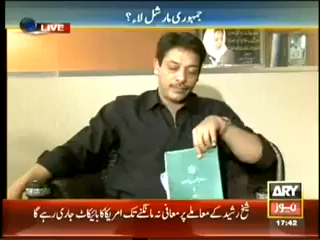 جمہوری مارشل لاء ؟
LIVE
شیخ رشید کے معاملے پر معافی نہ مانگنے تک امریکا کا بائیکاٹ جاری رہے گا
ARY
نیوز
17:42